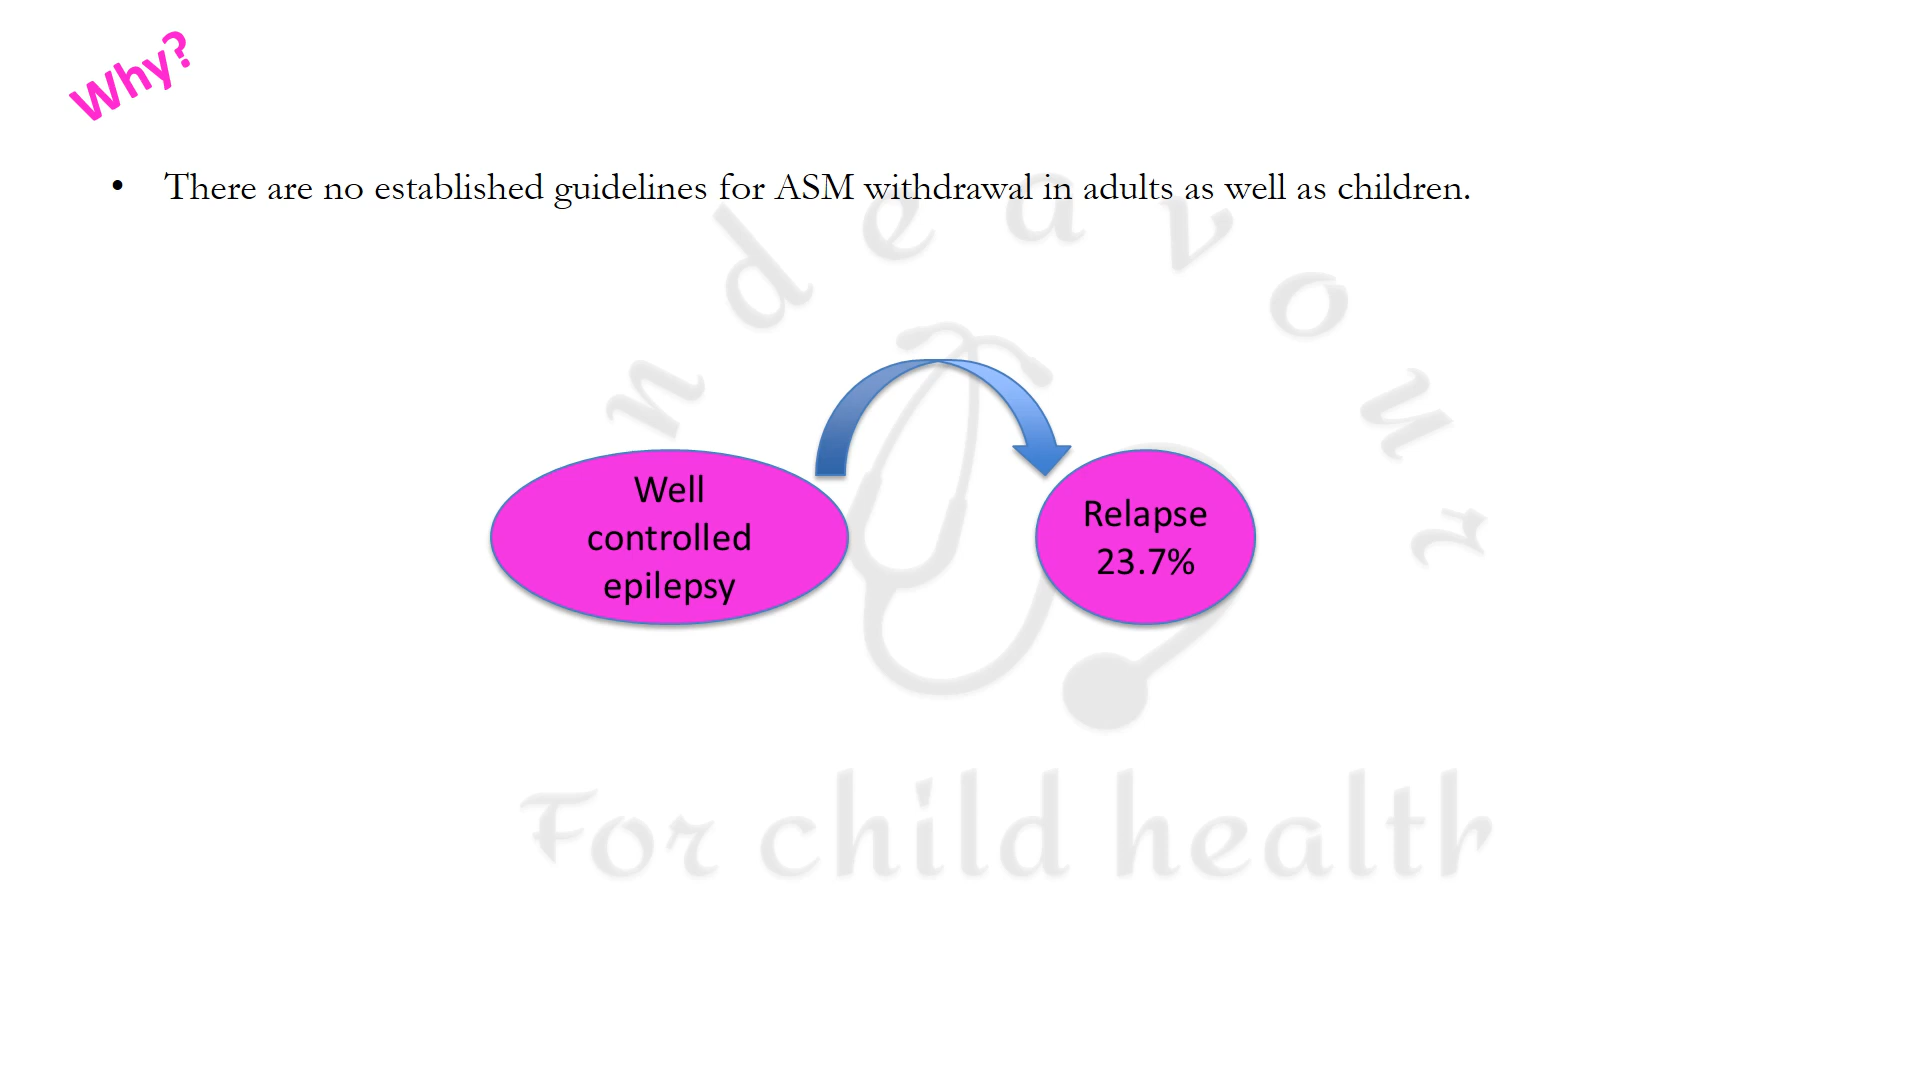 Why?
• There are no established guidelines for ASM withdrawal in adults as well as children.
ndeavour
Well
controlled
epilepsy
Relapse
23.7%
For child health